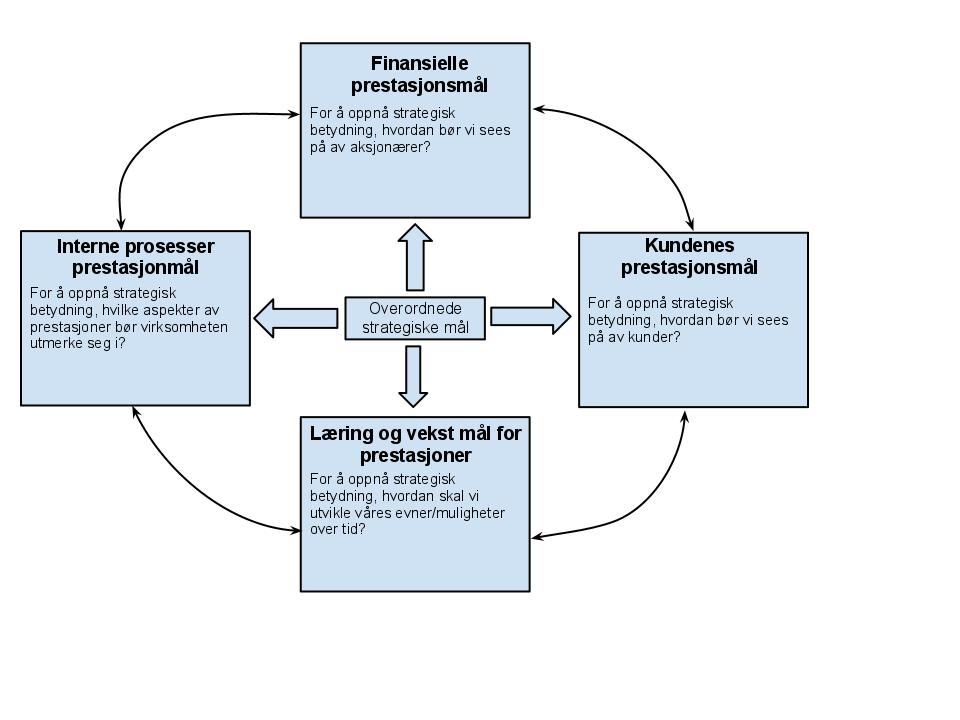 Finansielle
prestasjonsmål
For å oppnå strategisk
betydning, hvordan bør vi sees
på av aksjonærer?
Interne prosesser
prestasjonmål
For å oppnå strategisk
betydning, hvilke aspekter av
prestasjoner bør virksomheten
utmerke seg i?
Overordnede
strategiske mål
Kundenes
prestasjonsmål
For å oppnå strategisk
betydning, hvordan bør vi sees
på av kunder?
Læring og vekst mål for
prestasjoner
For å oppnå strategisk
betydning, hvordan skal vi
utvikle våres evner/muligheter
over tid?